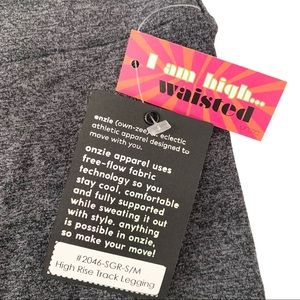 I am high...
waisted
onzie (own-zee) eclectic
athletic apparel designed to
move with you.
onzie apparel uses
free-flow fabric
technology so you
stay cool, comfortable
and fully supported
while sweating it out
with style. anything
is possible in onzie,
so make your move!
#2046-SGR-S/M
High Rise Track Legging